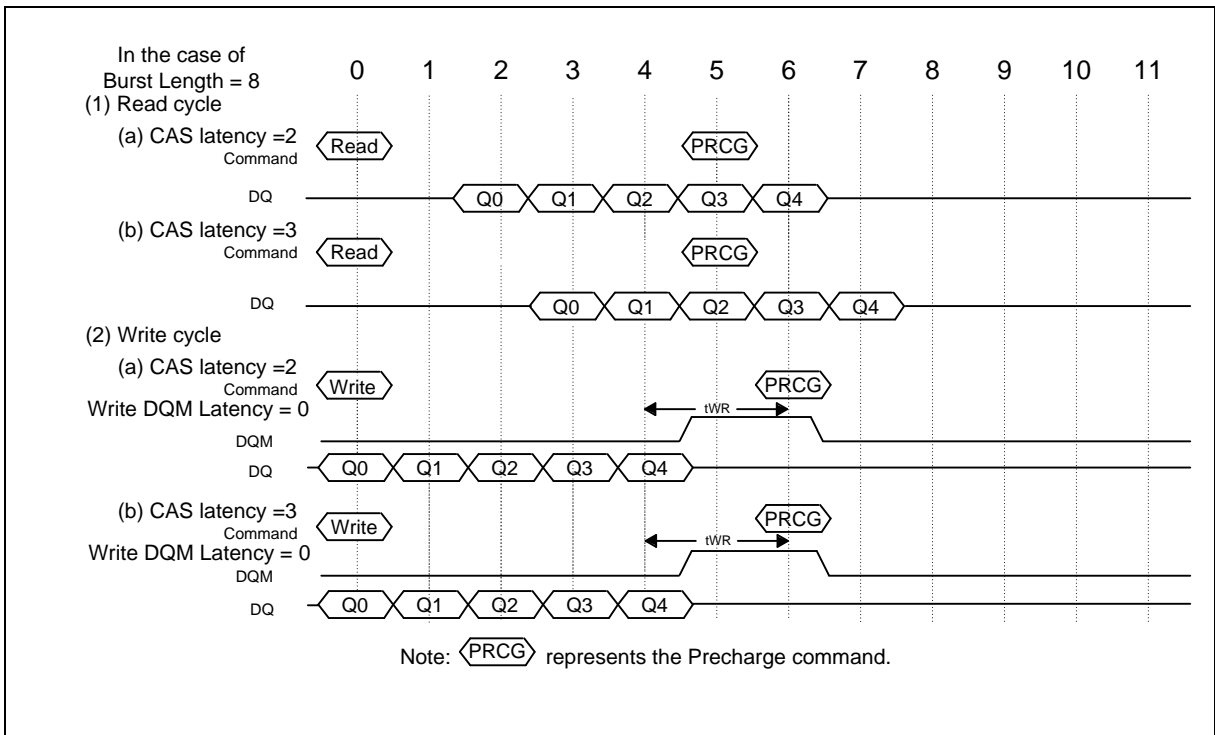 In the case of
Burst Length = 8
0 1 2 3 4 5 6 7 8 9 10 11
(1) Read cycle
(a) CAS latency =2
Command Read PRCG
DQ Q0 Q1 Q2 Q3 Q4
(b) CAS latency =3
Command Read PRCG
DQ Q0 Q1 Q2 Q3 Q4
(2) Write cycle
(a) CAS latency =2
Command Write PRCG
Write DQM Latency = 0 tWR
DQM
DQ Q0 Q1 Q2 Q3 Q4
(b) CAS latency =3
Command Write PRCG
Write DQM Latency = 0 tWR
DQM
DQ Q0 Q1 Q2 Q3 Q4
Note: PRCG represents the Precharge command.